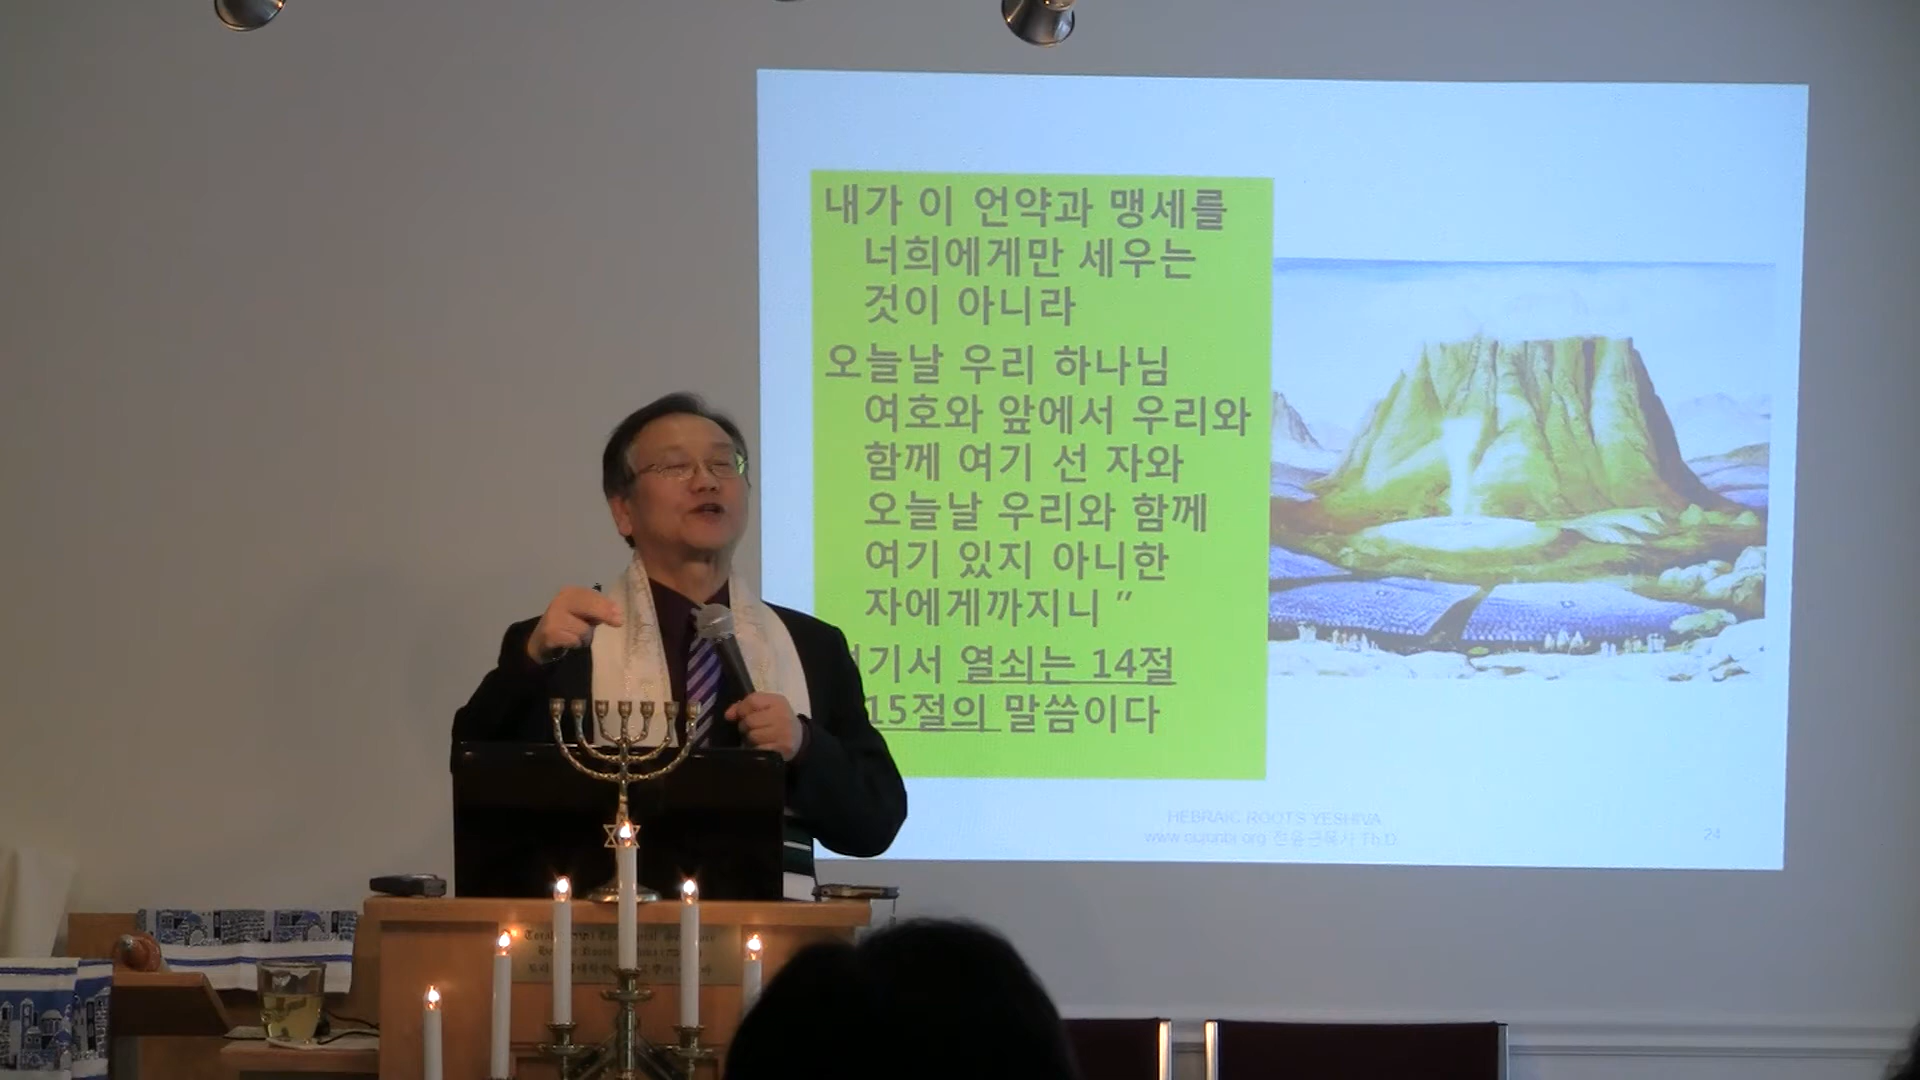 내가 이 언약과 맹세를
너희에게만 세우는
것이 아니라
오늘날 우리 하나님
여호와 앞에서 우리와
함께 여기 선 자와
오늘날 우리와 함께
여기 있지 아니한
자에게까지니 ”
기서 열쇠는 14절
15절의 말씀이다
HEBRAIC ROOTS YESHIVA
Th.D
24